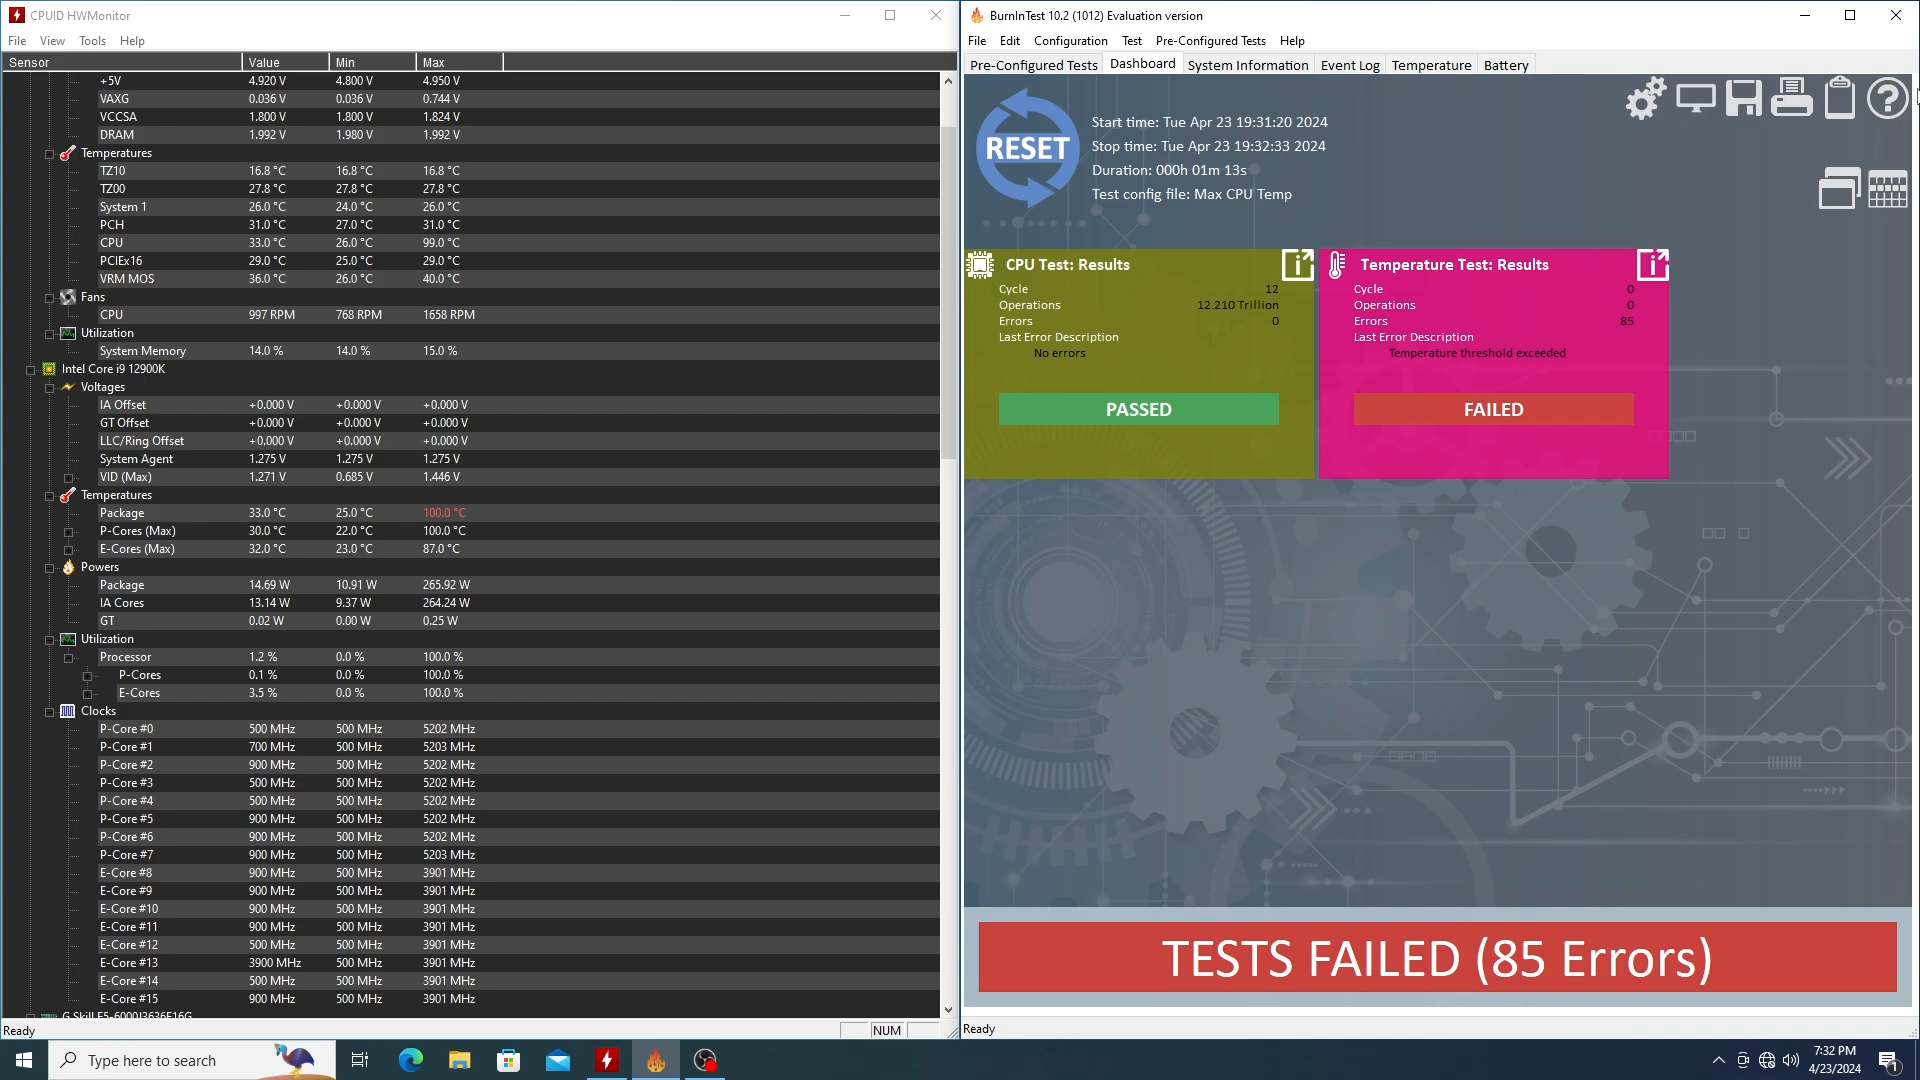 CPUID HWMonitor
File View Tools Help
Sensor Value Min Max
+5V 4.920 V 4.800 V 4.950 V
VAXG 0.036 V 0.036 V 0.744 V
VCCSA 1.800 V 1.800 V 1.824 V
DRAM 1.992 V 1.980 V 1.992 V
Temperatures
TZ10 16.8 °C 16.8 °C 16.8 °C
TZ00 27.8 °C 27.8 °C 27.8 °C
System 1 26.0 °C 24.0 °C 26.0 °C
PCH 31.0 °C 27.0 °C 31.0 °C
CPU 33.0 °C 26.0 °C 99.0 °C
PCIEx16 29.0 °C 25.0 °C 29.0 °C
VRM MOS 36.0 °C 26.0 °C 40.0 °C
Fans
CPU 997 RPM 768 RPM 1658 RPM
Utilization
System Memory 14.0 % 14.0 % 15.0 %
Intel Core i9 12900K
Voltages
IA Offset +0.000 V +0.000 V +0.000 V
GT Offset +0.000 V +0.000 V +0.000 V
LLC/Ring Offset +0.000 V +0.000 V +0.000 V
System Agent 1.275 V 1.275 V 1.275 V
VID (Max) 1.271 V 0.685 V 1.446 V
Temperatures
Package 33.0 °C 25.0 °C 100.0 °C
P-Cores (Max) 30.0 °C 22.0 °C 100.0 °C
E-Cores (Max) 32.0 °C 23.0 °C 87.0 °C
Powers
Package 14.69 W 10.91 W 265.92 W
IA Cores 13.14 W 9.37 W 264.24 W
GT 0.02 W 0.00 W 0.25 W
Utilization
Processor 1.2 % 0.0 % 100.0 %
P-Cores 0.1 % 0.0 % 100.0 %
E-Cores 3.5 % 0.0 % 100.0 %
Clocks
P-Core #0 500 MHz 500 MHz 5202 MHz
P-Core #1 700 MHz 500 MHz 5203 MHz
P-Core #2 900 MHz 500 MHz 5202 MHz
P-Core #3 500 MHz 500 MHz 5202 MHz
P-Core #4 500 MHz 500 MHz 5202 MHz
P-Core #5 900 MHz 500 MHz 5202 MHz
P-Core #6 900 MHz 500 MHz 5202 MHz
P-Core #7 900 MHz 500 MHz 5203 MHz
E-Core #8 900 MHz 500 MHz 3901 MHz
E-Core #9 900 MHz 500 MHz 3901 MHz
E-Core #10 900 MHz 500 MHz 3901 MHz
E-Core #11 900 MHz 500 MHz 3901 MHz
E-Core #12 500 MHz 500 MHz 3901 MHz
E-Core #13 3900 MHz 500 MHz 3901 MHz
E-Core #14 500 MHz 500 MHz 3901 MHz
E-Core #15 900 MHz 500 MHz 3901 MHz
G.Skill F5-6000J3636F16G
Ready NUM
BurnInTest 10.2 (1012) Evaluation version
File Edit Configuration Test Pre-Configured Tests Help
Pre-Configured Tests Dashboard System Information Event Log Temperature Battery
RESET
Start time: Tue Apr 23 19:31:20 2024
Stop time: Tue Apr 23 19:32:33 2024
Duration: 000h 01m 13s
Test config file: Max CPU Temp
CPU Test: Results
Cycle 12
Operations 12.210 Trillion
Errors 0
Last Error Description
No errors
PASSED
Temperature Test: Results
Cycle 0
Operations 0
Errors 85
Last Error Description
Temperature threshold exceeded
FAILED
TESTS FAILED (85 Errors)
Ready
Type here to search
7:32 PM
4/23/2024
1